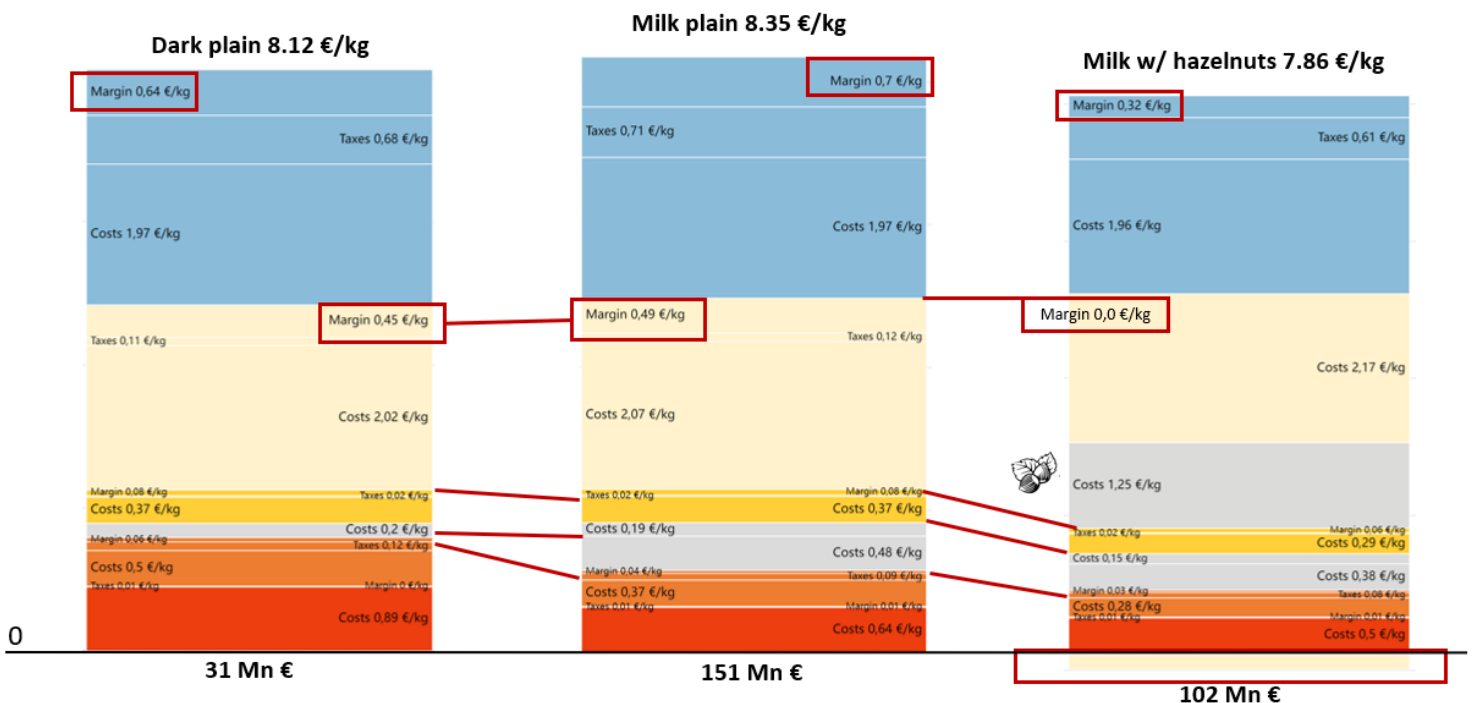 Dark plain 8.12 €/kg
Margin 0,64 €/kg
Taxes 0,68 €/kg
Costs 1,97 €/kg
Margin 0,45 €/kg
Taxes 0,11 €/kg
Costs 2,02 €/kg
Margin 0,08 €/kg
Taxes 0,02 €/kg
Costs 0,37 €/kg
Costs 0,2 €/kg
Margin 0,06 €/kg
Taxes 0,12 €/kg
Costs 0,5 €/kg
Taxes 0,01 €/kg
Margin 0 €/kg
Costs 0,89 €/kg
0
31 Mn €
Milk plain 8.35 €/kg
Margin 0,7 €/kg
Taxes 0,71 €/kg
Costs 1,97 €/kg
Margin 0,49 €/kg
Taxes 0,12 €/kg
Costs 2,07 €/kg
Margin 0,08 €/kg
Taxes 0,02 €/kg
Costs 0,37 €/kg
Costs 0,19 €/kg
Costs 0,48 €/kg
Margin 0,04 €/kg
Taxes 0,09 €/kg
Costs 0,37 €/kg
Taxes 0,01 €/kg
Margin 0,01 €/kg
Costs 0,64 €/kg
151 Mn €
Milk w/ hazelnuts 7.86 €/kg
Margin 0,32 €/kg
Taxes 0,61 €/kg
Costs 1,96 €/kg
Margin 0,0 €/kg
Costs 2,17 €/kg
Costs 1,25 €/kg
Margin 0,06 €/kg
Taxes 0,02 €/kg
Costs 0,29 €/kg
Costs 0,15 €/kg
Costs 0,38 €/kg
Margin 0,03 €/kg
Taxes 0,08 €/kg
Costs 0,28 €/kg
Taxes 0,01 €/kg
Margin 0,01 €/kg
Costs 0,5 €/kg
102 Mn €